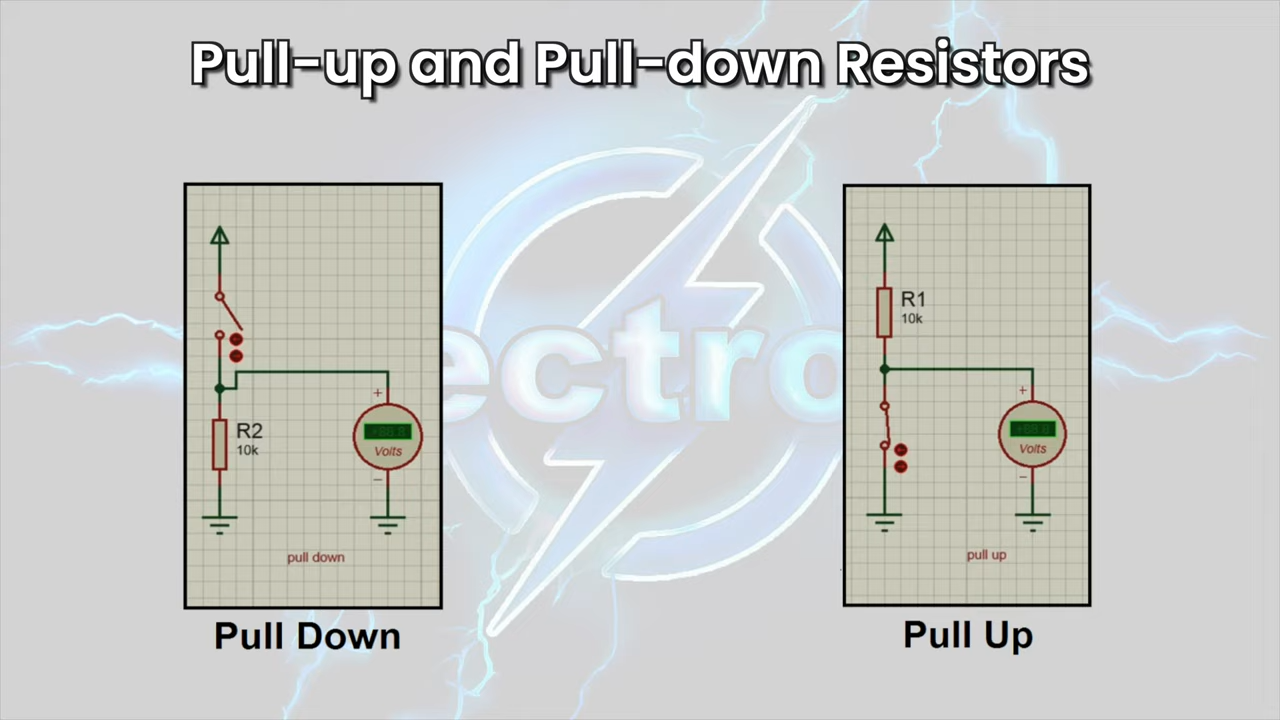 Pull-up and Pull-down Resistors
ectro
R2
10k
+
Volts
−
pull down
Pull Down
R1
10k
+
Volts
−
pull up
Pull Up